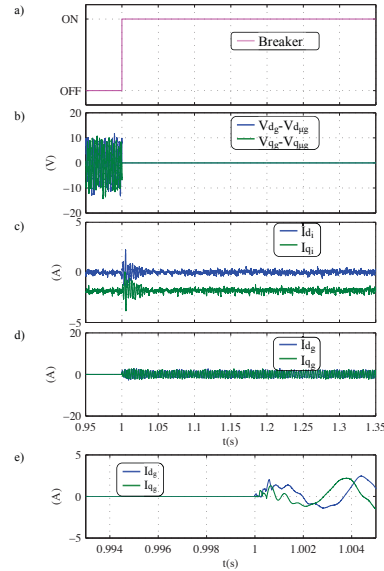 a)
ON
Breaker
OFF
b)
20
10
0
−10
−20
(V)
Vdg-Vdμg
Vqg-Vqμg
c)
5
0
−5
(A)
Idi
Iqi
d)
20
0
−20
(A)
Idg
Iqg
0.95 1 1.05 1.1 1.15 1.2 1.25 1.3 1.35
t(s)
e)
5
0
−5
(A)
Idg
Iqg
0.994 0.996 0.998 1 1.002 1.004
t(s)